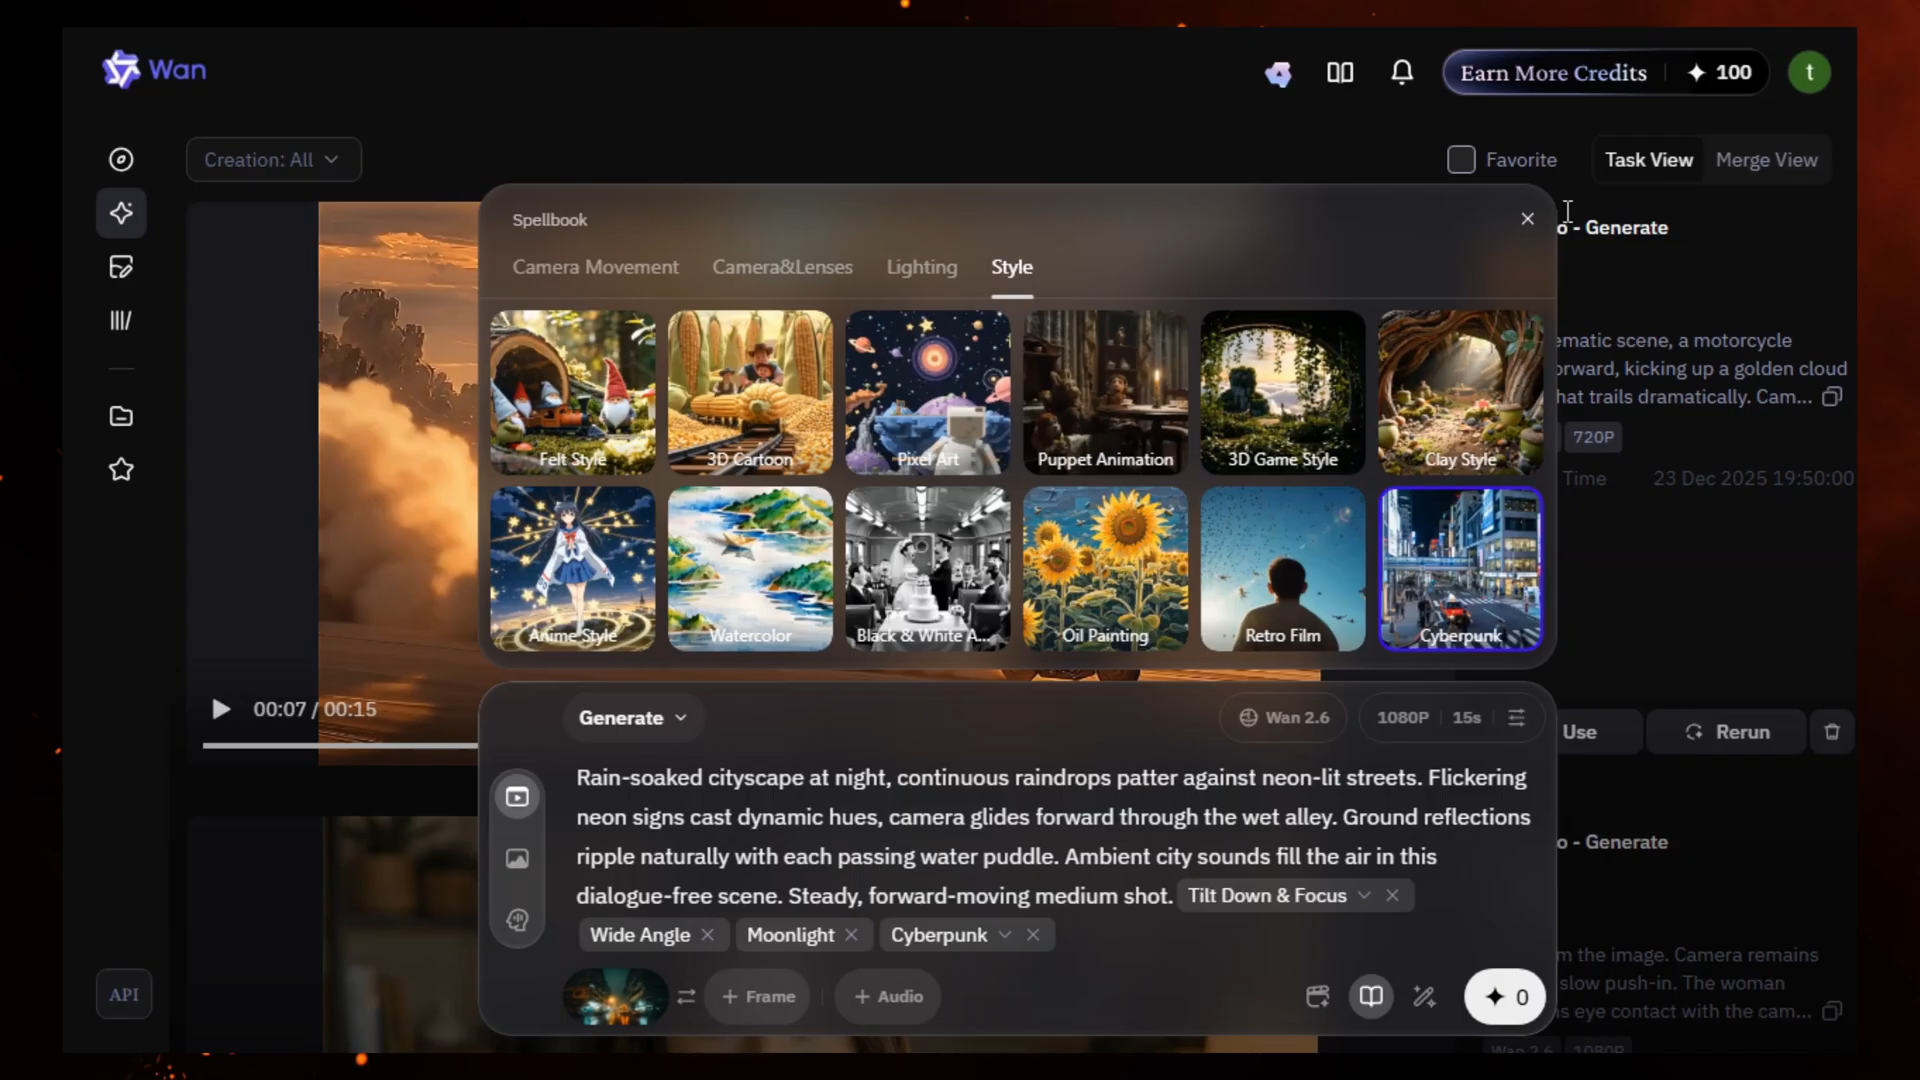 Wan
Earn More Credits
100
t
Creation: All
Favorite
Task View
Merge View
Spellbook
Camera Movement
Camera&Lenses
Lighting
Style
o - Generate
Felt Style
3D Cartoon
Pixel Art
Puppet Animation
3D Game Style
Clay Style
ematic scene, a motorcycle
orward, kicking up a golden cloud
hat trails dramatically. Cam...
720P
Time
23 Dec 2025 19:50:00
Anime Style
Watercolor
Black & White A...
Oil Painting
Retro Film
Cyberpunk
00:07 / 00:15
Generate
Wan 2.6
1080P
15s
Use
Rerun
Rain-soaked cityscape at night, continuous raindrops patter against neon-lit streets. Flickering
neon signs cast dynamic hues, camera glides forward through the wet alley. Ground reflections
ripple naturally with each passing water puddle. Ambient city sounds fill the air in this
dialogue-free scene. Steady, forward-moving medium shot. Tilt Down & Focus
Wide Angle
Moonlight
Cyberpunk
o - Generate
m the image. Camera remains
slow push-in. The woman
s eye contact with the cam...
Wan 2.6
1080P
API
+ Frame
+ Audio
0